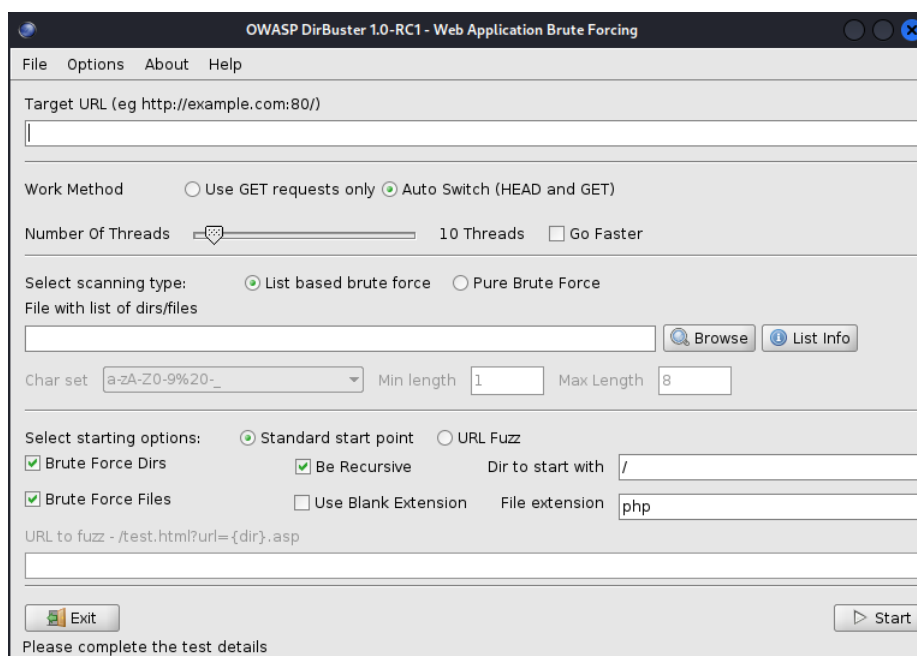 OWASP DirBuster 1.0-RC1 - Web Application Brute Forcing
File Options About Help
Target URL (eg http://example.com:80/)
Work Method Use GET requests only Auto Switch (HEAD and GET)
Number Of Threads 10 Threads Go Faster
Select scanning type: List based brute force Pure Brute Force
File with list of dirs/files
Browse List Info
Char set a-zA-Z0-9%20-_ Min length 1 Max Length 8
Select starting options: Standard start point URL Fuzz
Brute Force Dirs Be Recursive Dir to start with /
Brute Force Files Use Blank Extension File extension php
URL to fuzz - /test.html?url={dir}.asp
Exit Start
Please complete the test details